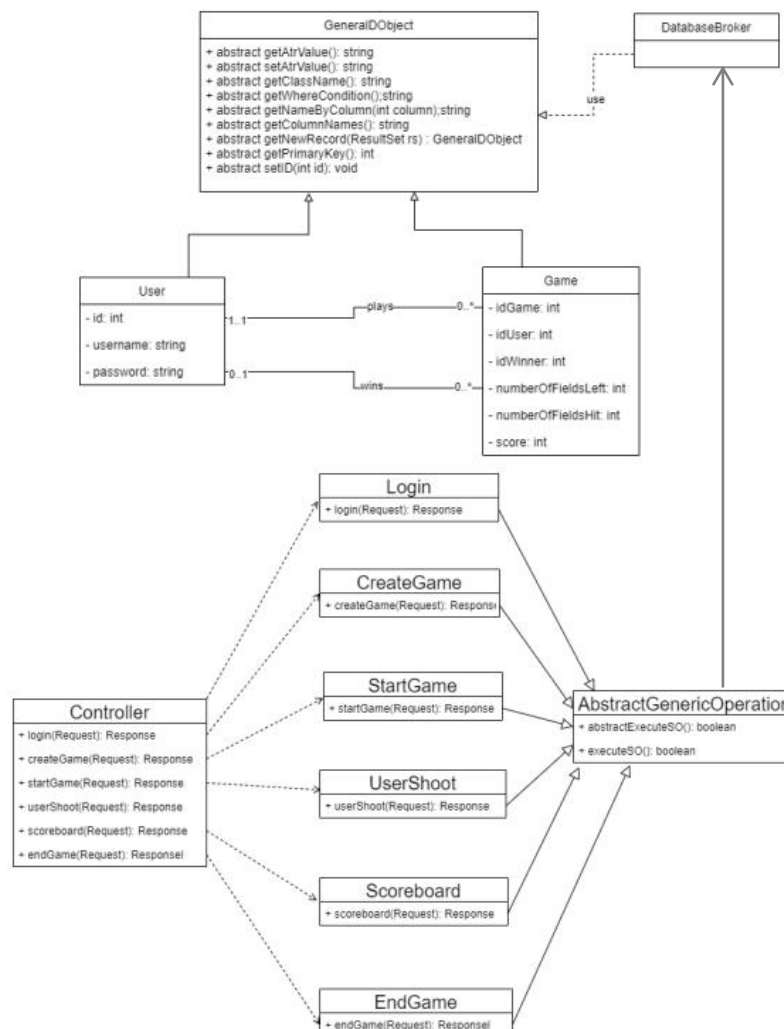 GeneralDObject
+ abstract getAtrValue(): string
+ abstract setAtrValue(): string
+ abstract getClassName(): string
+ abstract getWhereCondition();string
+ abstract getNameByColumn(int column);string
+ abstract getColumnNames(): string
+ abstract getNewRecord(ResultSet rs) : GeneralDObject
+ abstract getPrimaryKey(): int
+ abstract setID(int id): void
DatabaseBroker
use
User
- id: int
- username: string
- password: string
1..1
plays
0..*
0..1
wins
0..*
Game
- idGame: int
- idUser: int
- idWinner: int
- numberOfFieldsLeft: int
- numberOfFieldsHit: int
- score: int
Login
+ login(Request): Response
CreateGame
+ createGame(Request): Response
StartGame
+ startGame(Request): Response
UserShoot
+ userShoot(Request): Response
Scoreboard
+ scoreboard(Request): Response
EndGame
+ endGame(Request): Responsel
Controller
+ login(Request): Response
+ createGame(Request): Response
+ startGame(Request): Response
+ userShoot(Request): Response
+ scoreboard(Request): Response
+ endGame(Request): Responsel
AbstractGenericOperation
+ abstractExecuteSO(): boolean
+ executeSO(): boolean